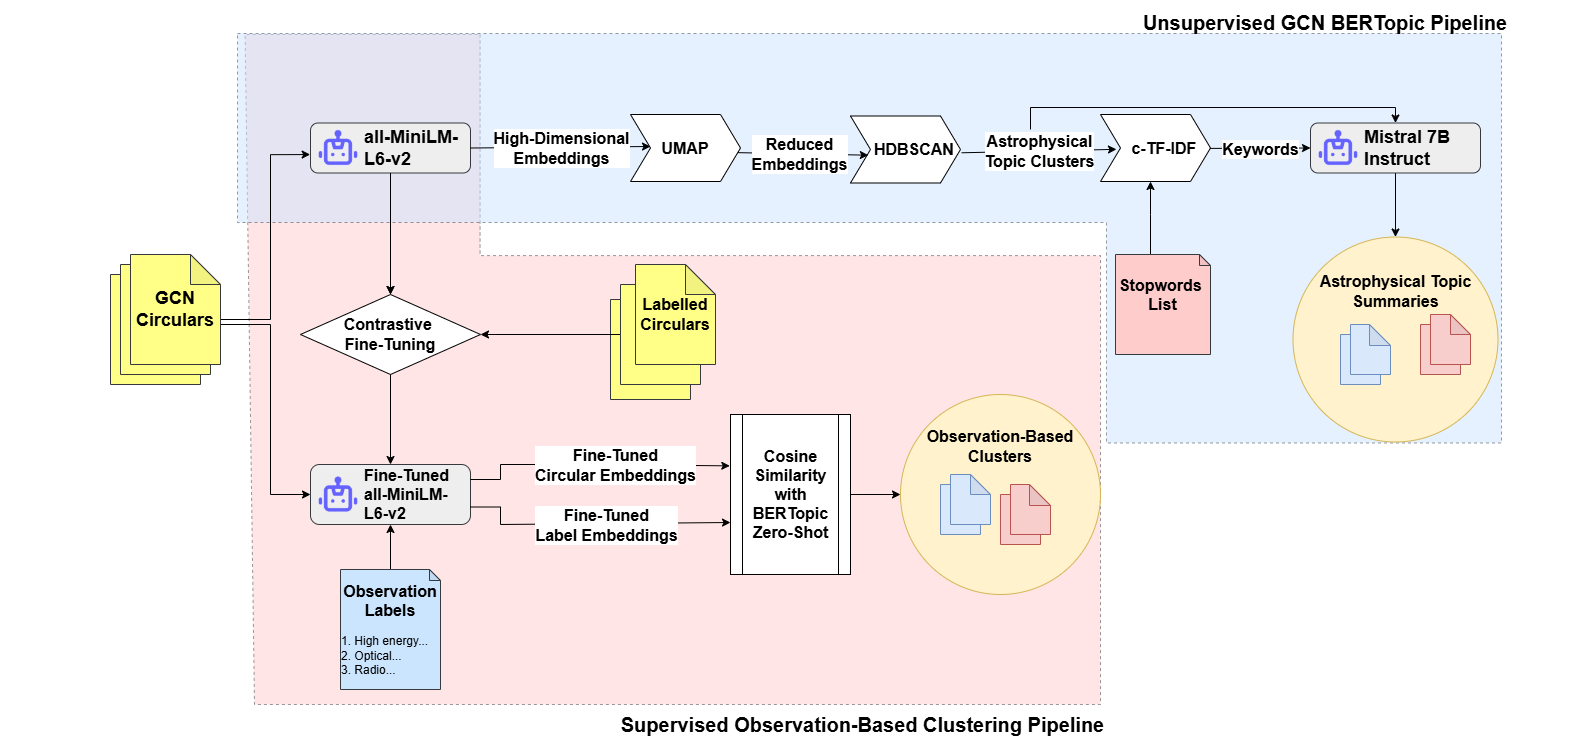 Unsupervised GCN BERTopic Pipeline
all-MiniLM-
L6-v2
High-Dimensional
Embeddings
UMAP
Reduced
Embeddings
HDBSCAN
Astrophysical
Topic Clusters
c-TF-IDF
Keywords
Mistral 7B
Instruct
GCN
Circulars
Contrastive
Fine-Tuning
Labelled
Circulars
Stopwords
List
Astrophysical Topic
Summaries
Fine-Tuned
all-MiniLM-
L6-v2
Fine-Tuned
Circular Embeddings
Fine-Tuned
Label Embeddings
Cosine
Similarity
with
BERTopic
Zero-Shot
Observation-Based
Clusters
Observation
Labels
1. High energy...
2. Optical...
3. Radio...
Supervised Observation-Based Clustering Pipeline